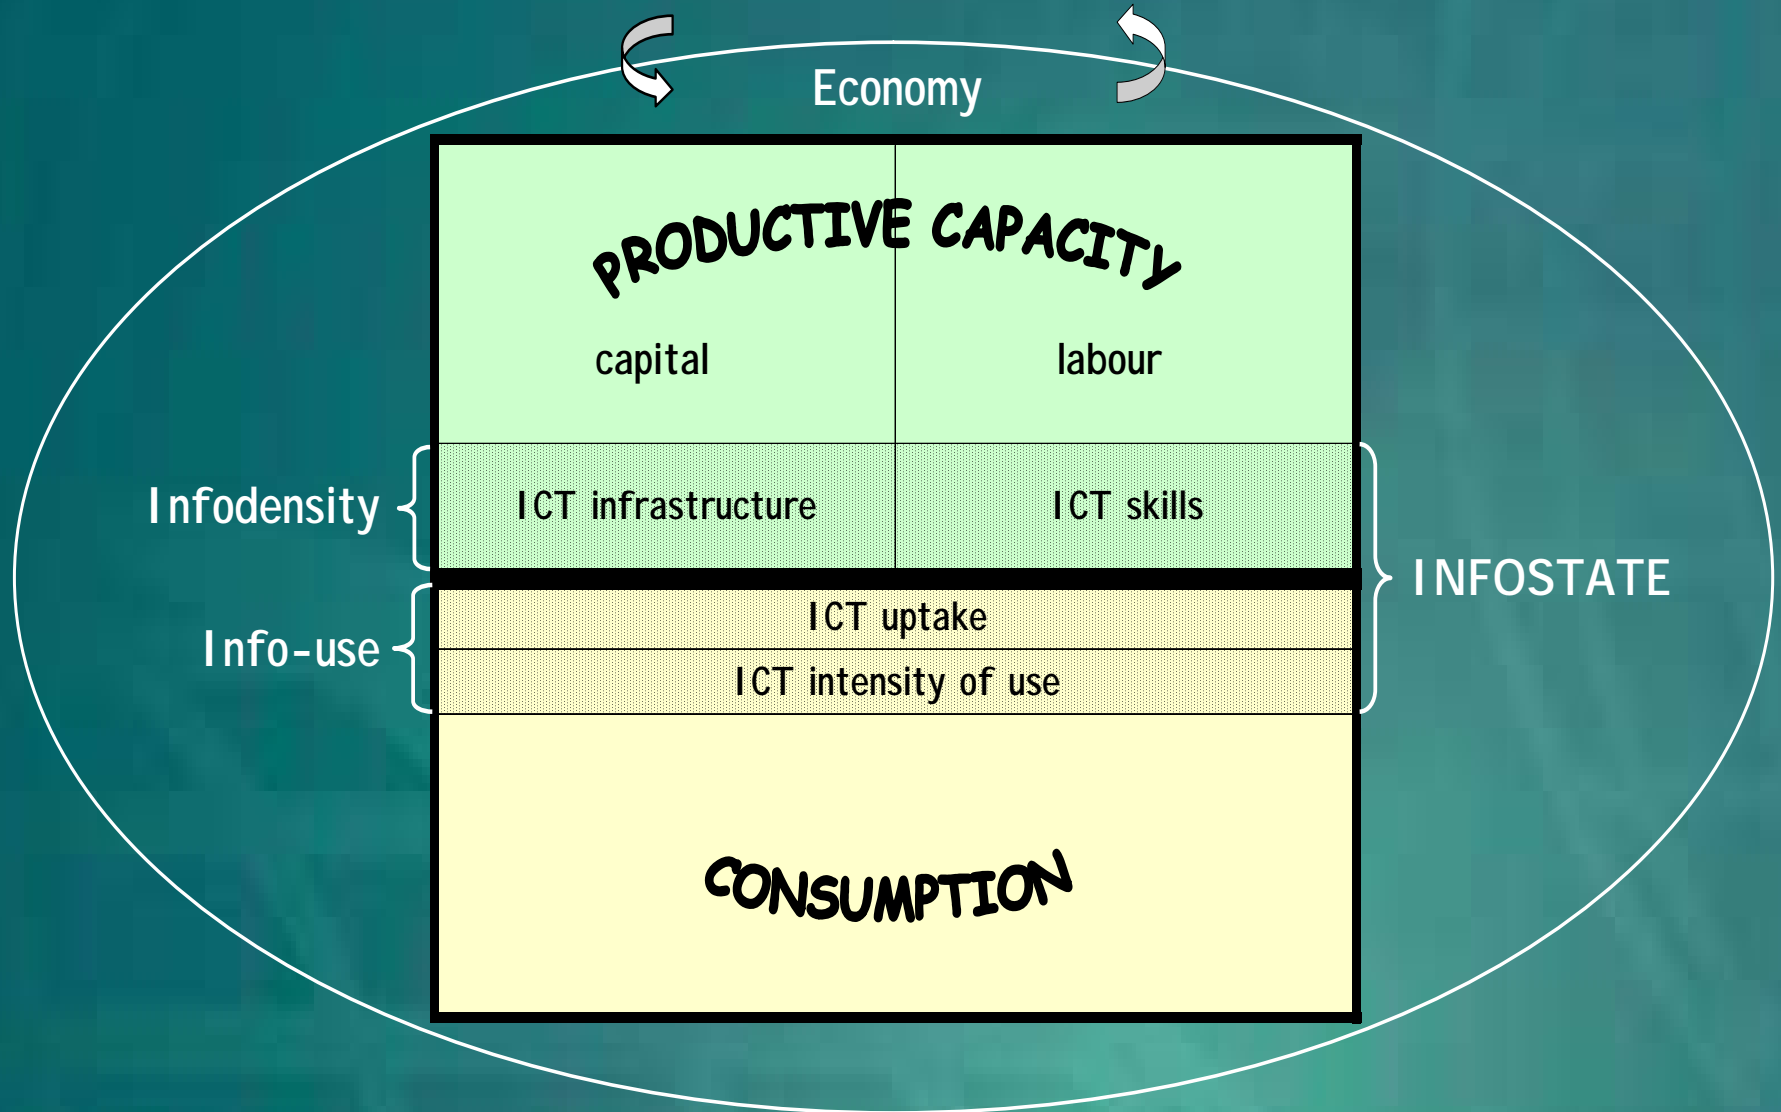 Economy
PRODUCTIVE CAPACITY
capital
labour
Infodensity
ICT infrastructure
ICT skills
INFOSTATE
ICT uptake
Info-use
ICT intensity of use
CONSUMPTION